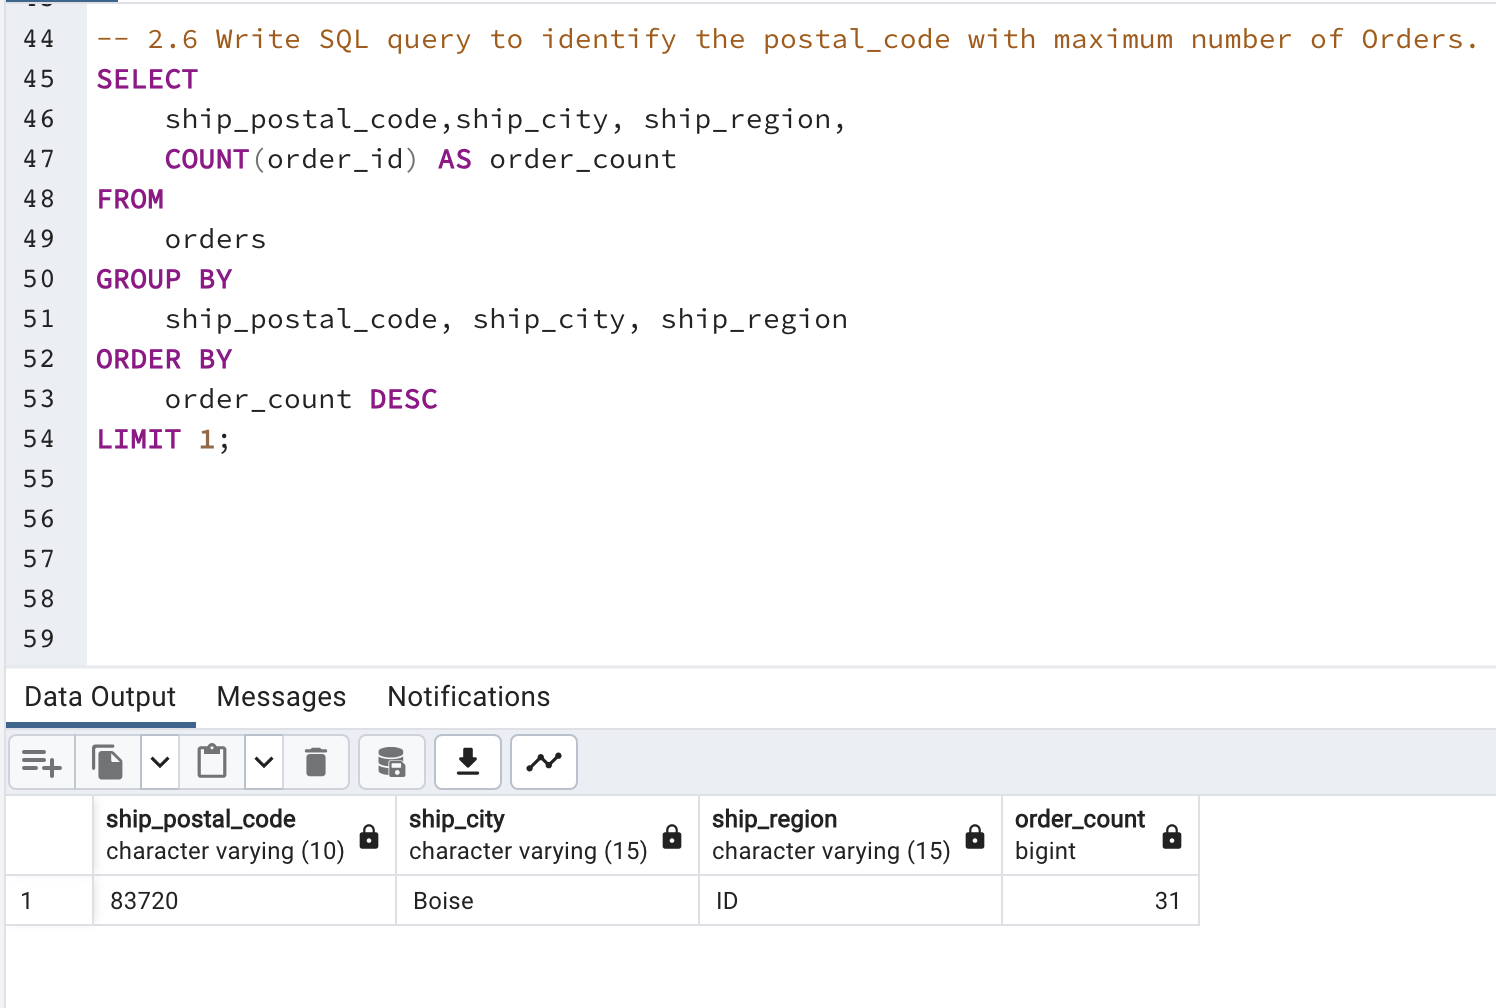 44 -- 2.6 Write SQL query to identify the postal_code with maximum number of Orders.
45 SELECT
46 ship_postal_code,ship_city, ship_region,
47 COUNT(order_id) AS order_count
48 FROM
49 orders
50 GROUP BY
51 ship_postal_code, ship_city, ship_region
52 ORDER BY
53 order_count DESC
54 LIMIT 1;
55
56
57
58
59
Data Output Messages Notifications
ship_postal_code ship_city ship_region order_count
character varying (10) character varying (15) character varying (15) bigint
1 83720 Boise ID 31